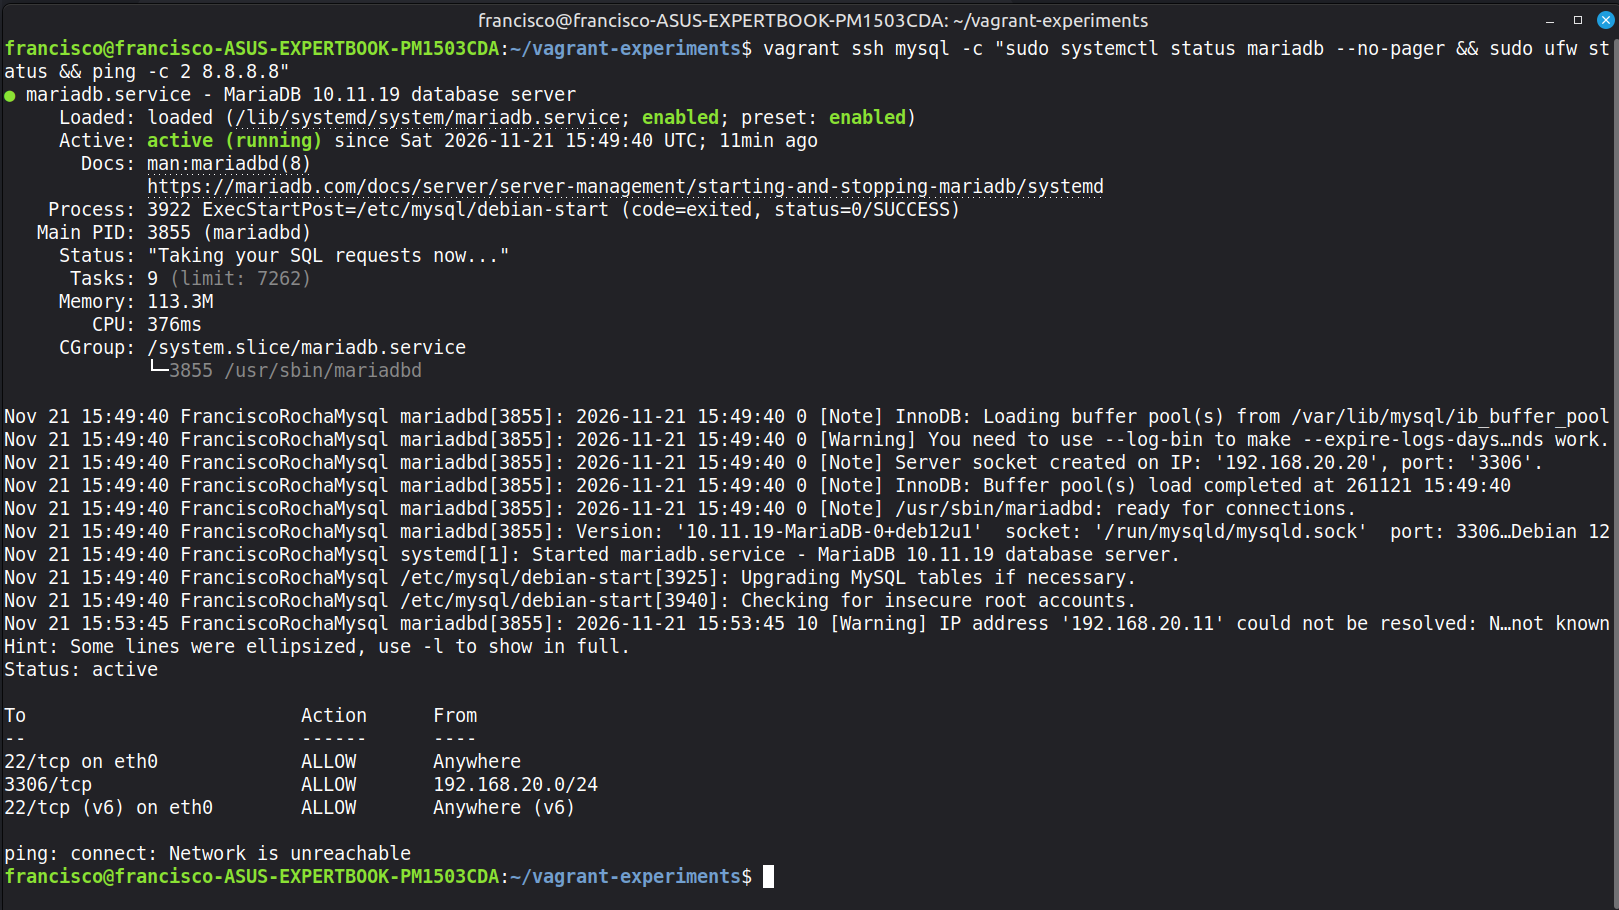 francisco@francisco-ASUS-EXPERTBOOK-PM1503CDA: ~/vagrant-experiments
francisco@francisco-ASUS-EXPERTBOOK-PM1503CDA:~/vagrant-experiments$ vagrant ssh mysql -c "sudo systemctl status mariadb --no-pager && sudo ufw st
atus && ping -c 2 8.8.8.8"
● mariadb.service - MariaDB 10.11.19 database server
     Loaded: loaded (/lib/systemd/system/mariadb.service; enabled; preset: enabled)
     Active: active (running) since Sat 2026-11-21 15:49:40 UTC; 11min ago
       Docs: man:mariadbd(8)
             https://mariadb.com/docs/server/server-management/starting-and-stopping-mariadb/systemd
    Process: 3922 ExecStartPost=/etc/mysql/debian-start (code=exited, status=0/SUCCESS)
   Main PID: 3855 (mariadbd)
     Status: "Taking your SQL requests now..."
      Tasks: 9 (limit: 7262)
     Memory: 113.3M
        CPU: 376ms
     CGroup: /system.slice/mariadb.service
             └─3855 /usr/sbin/mariadbd
Nov 21 15:49:40 FranciscoRochaMysql mariadbd[3855]: 2026-11-21 15:49:40 0 [Note] InnoDB: Loading buffer pool(s) from /var/lib/mysql/ib_buffer_pool
Nov 21 15:49:40 FranciscoRochaMysql mariadbd[3855]: 2026-11-21 15:49:40 0 [Warning] You need to use --log-bin to make --expire-logs-days…nds work.
Nov 21 15:49:40 FranciscoRochaMysql mariadbd[3855]: 2026-11-21 15:49:40 0 [Note] Server socket created on IP: '192.168.20.20', port: '3306'.
Nov 21 15:49:40 FranciscoRochaMysql mariadbd[3855]: 2026-11-21 15:49:40 0 [Note] InnoDB: Buffer pool(s) load completed at 261121 15:49:40
Nov 21 15:49:40 FranciscoRochaMysql mariadbd[3855]: 2026-11-21 15:49:40 0 [Note] /usr/sbin/mariadbd: ready for connections.
Nov 21 15:49:40 FranciscoRochaMysql mariadbd[3855]: Version: '10.11.19-MariaDB-0+deb12u1'  socket: '/run/mysqld/mysqld.sock'  port: 3306…Debian 12
Nov 21 15:49:40 FranciscoRochaMysql systemd[1]: Started mariadb.service - MariaDB 10.11.19 database server.
Nov 21 15:49:40 FranciscoRochaMysql /etc/mysql/debian-start[3925]: Upgrading MySQL tables if necessary.
Nov 21 15:49:40 FranciscoRochaMysql /etc/mysql/debian-start[3940]: Checking for insecure root accounts.
Nov 21 15:53:45 FranciscoRochaMysql mariadbd[3855]: 2026-11-21 15:53:45 10 [Warning] IP address '192.168.20.11' could not be resolved: N…not known
Hint: Some lines were ellipsized, use -l to show in full.
Status: active
To                         Action      From
--                         ------      ----
22/tcp on eth0             ALLOW       Anywhere
3306/tcp                   ALLOW       192.168.20.0/24
22/tcp (v6) on eth0        ALLOW       Anywhere (v6)
ping: connect: Network is unreachable
francisco@francisco-ASUS-EXPERTBOOK-PM1503CDA:~/vagrant-experiments$